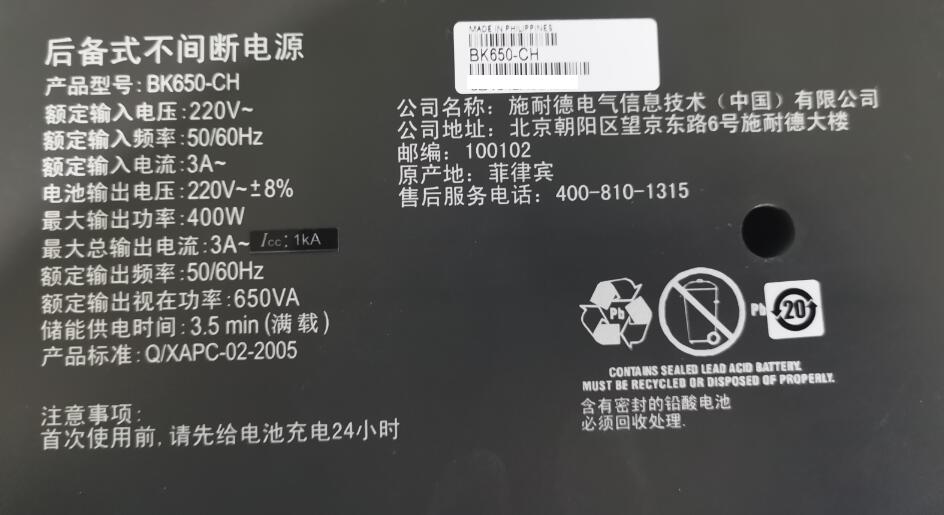 后备式不间断电源
产品型号:BK650-CH
额定输入电压:220V~
额定输入频率:50/60Hz
额定输入电流:3A~
电池输出电压:220V~±8%
最大输出功率:400W
最大总输出电流:3A~ Icc: 1kA
额定输出频率:50/60Hz
额定输出视在功率:650VA
储能供电时间:3.5 min (满载)
产品标准:Q/XAPC-02-2005
注意事项:
首次使用前,请先给电池充电24小时
MADE IN PHILIPPINES
BK650-CH
公司名称: 施耐德电气信息技术（中国）有限公司
公司地址: 北京朝阳区望京东路6号施耐德大楼
邮编: 100102
原产地: 菲律宾
售后服务电话: 400-810-1315
Pb
Pb
20
CONTAINS SEALED LEAD ACID BATTERY.
MUST BE RECYCLED OR DISPOSED OF PROPERLY.
含有密封的铅酸电池
必须回收处理.